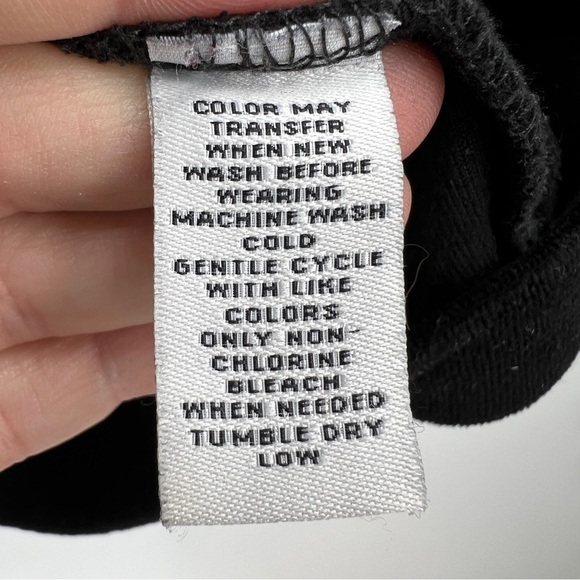 COLOR MAY
TRANSFER
WHEN NEW
WASH BEFORE
WEARING
MACHINE WASH
COLD
GENTLE CYCLE
WITH LIKE
COLORS
ONLY NON-
CHLORINE
BLEACH
WHEN NEEDED
TUMBLE DRY
LOW